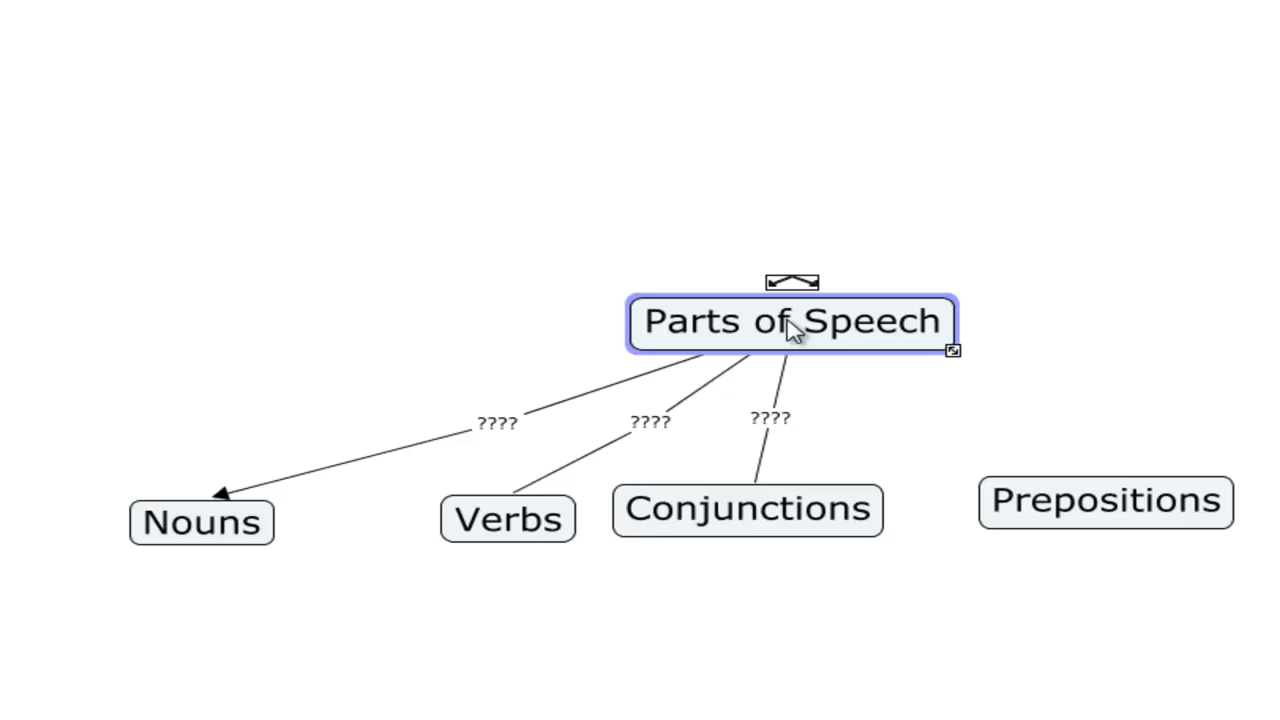 Parts of Speech
???? ???? ????
Nouns
Verbs
Conjunctions
Prepositions